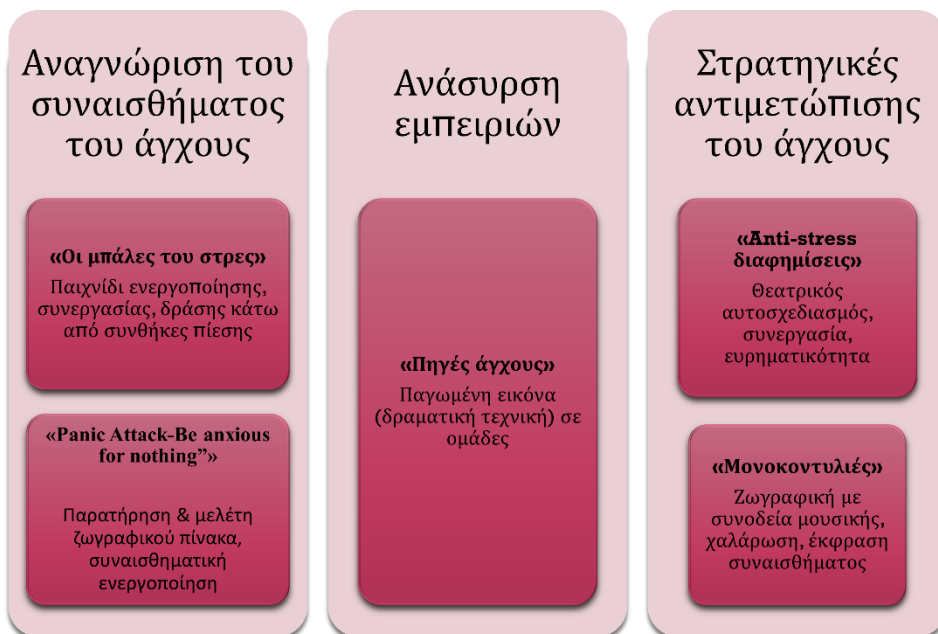 Αναγνώριση του
συναισθήματος
του άγχους
«Οι μπάλες του στρες»
Παιχνίδι ενεργοποίησης,
συνεργασίας, δράσης κάτω
από συνθήκες πίεσης
«Panic Attack-Be anxious
for nothing”»
Παρατήρηση & μελέτη
ζωγραφικού πίνακα,
συναισθηματική
ενεργοποίηση
Ανάσυρση
εμπειριών
«Πηγές άγχους»
Παγωμένη εικόνα
(δραματική τεχνική) σε
ομάδες
Στρατηγικές
αντιμετώπισης
του άγχους
«Anti-stress
διαφημίσεις»
Θεατρικός
αυτοσχεδιασμός,
συνεργασία,
ευρηματικότητα
«Μονοκοντυλιές»
Ζωγραφική με
συνοδεία μουσικής,
χαλάρωση, έκφραση
συναισθήματος